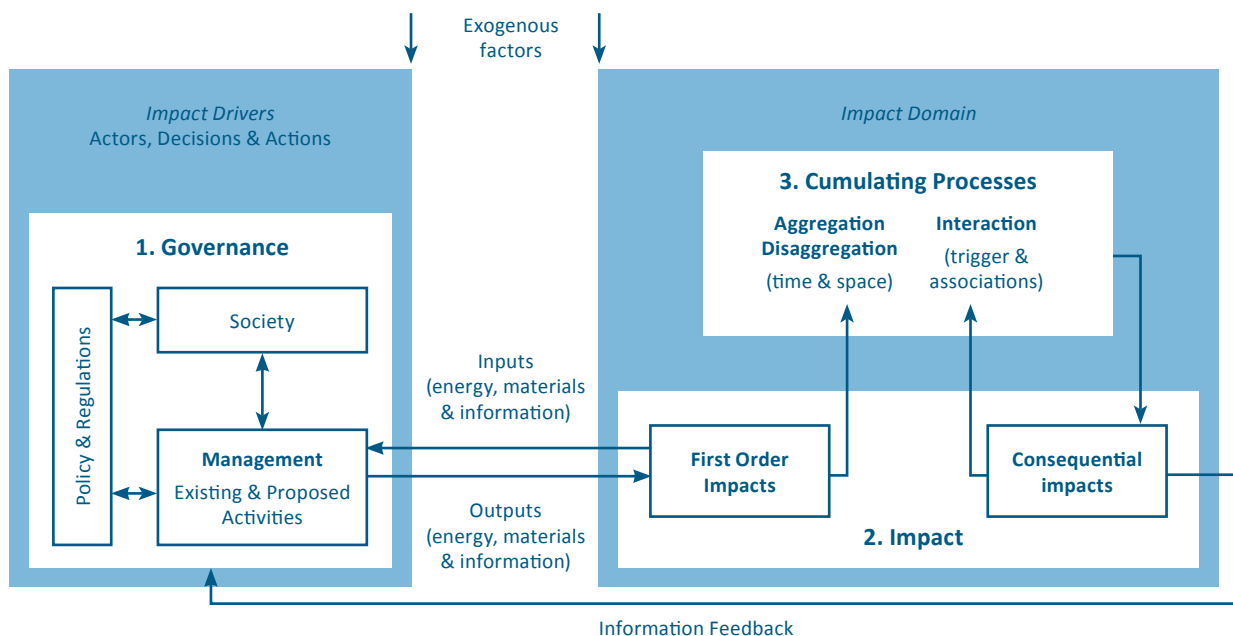 Exogenous
factors
Impact Drivers
Actors, Decisions & Actions
1. Governance
Policy & Regulations
Society
Management
Existing & Proposed
Activities
Inputs
(energy, materials
& information)
Outputs
(energy, materials
& information)
Impact Domain
3. Cumulating Processes
Aggregation
Disaggregation
(time & space)
Interaction
(trigger &
associations)
First Order
Impacts
Consequential
impacts
2. Impact
Information Feedback